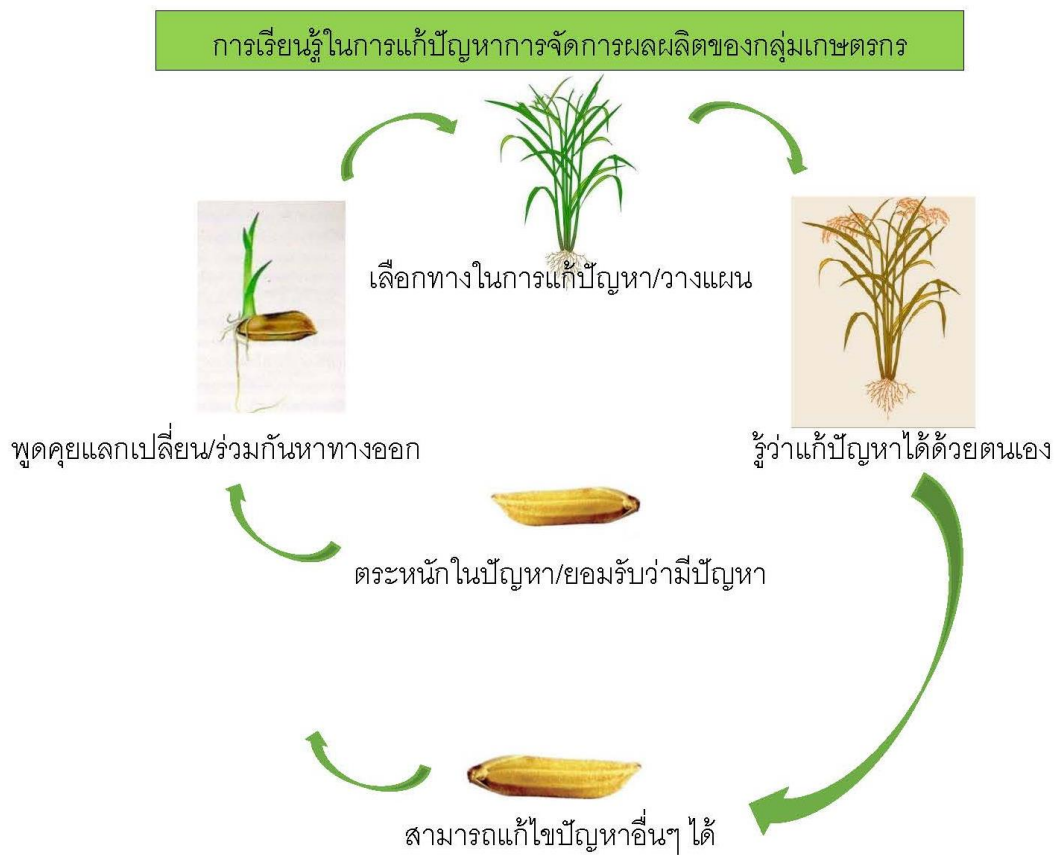 การเรียนรู้ในการแก้ปัญหาการจัดการผลผลิตของกลุ่มเกษตรกร
เลือกทางในการแก้ปัญหา/วางแผน
พูดคุยแลกเปลี่ยน/ร่วมกันหาทางออก
รู้ว่าแก้ปัญหาได้ด้วยตนเอง
ตระหนักในปัญหา/ยอมรับว่ามีปัญหา
สามารถแก้ไขปัญหาอื่นๆ ได้